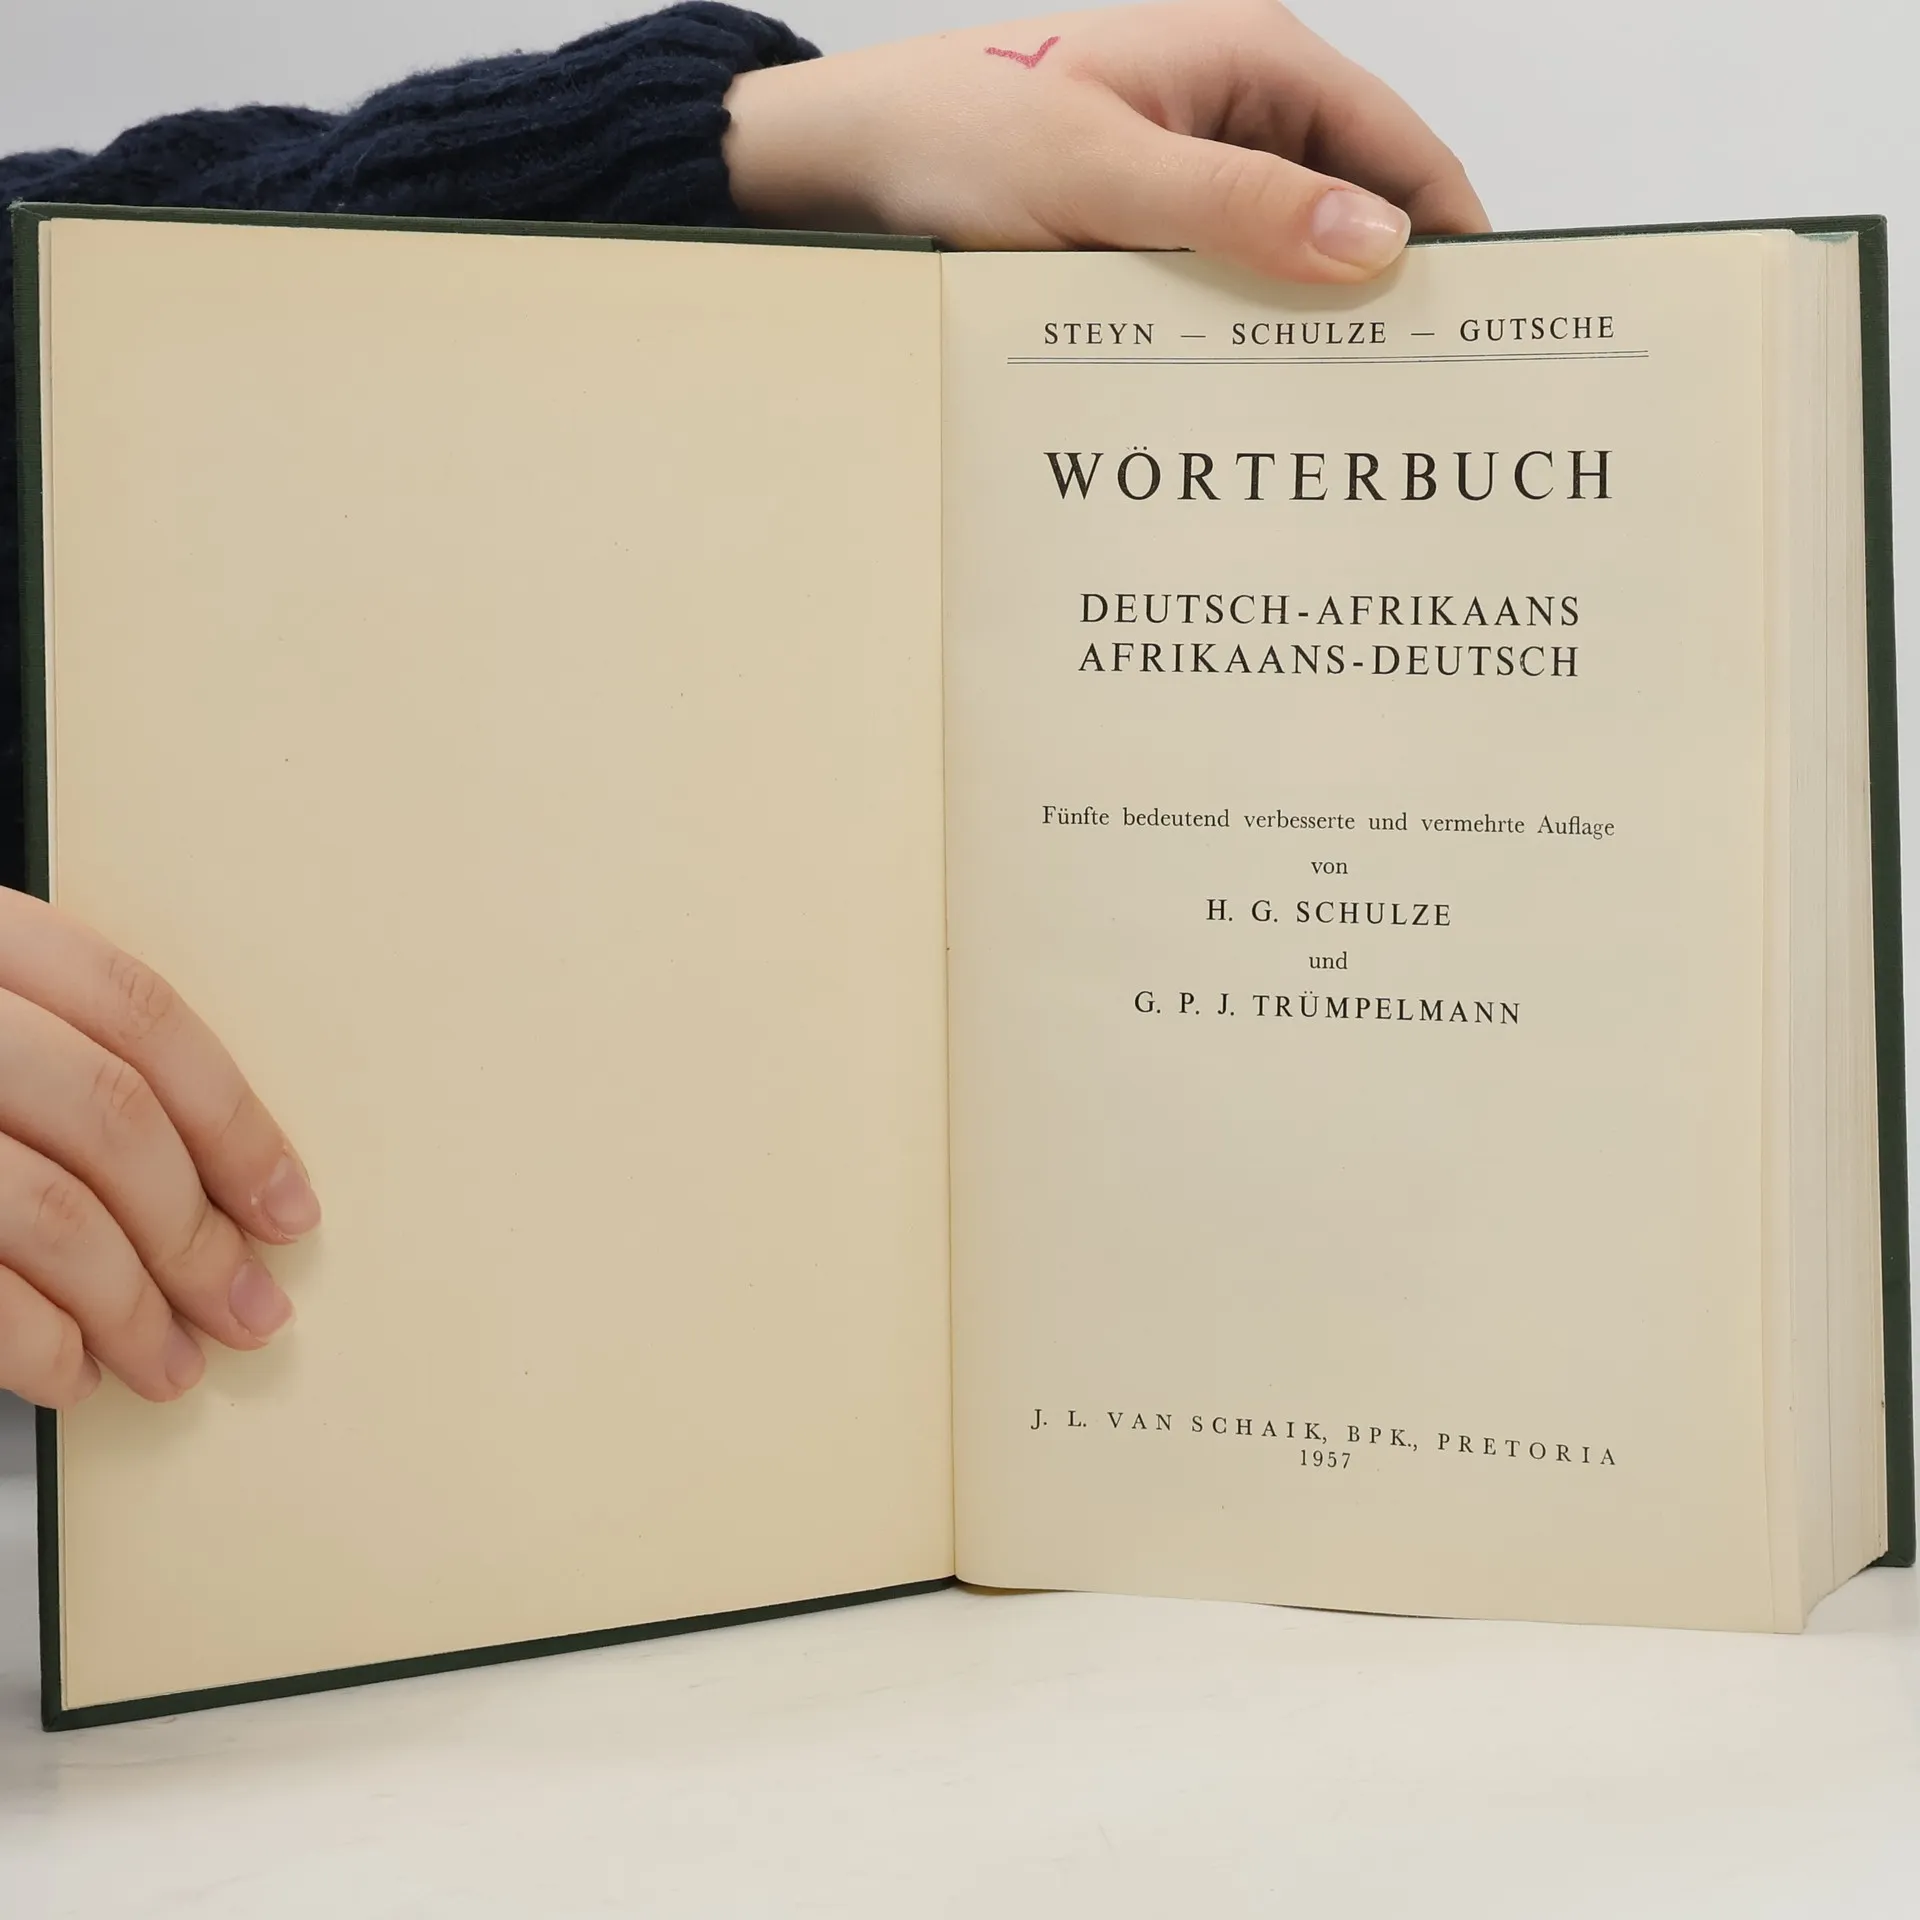 STEYN — SCHULZE — GUTSCHE
WÖRTERBUCH
DEUTSCH-AFRIKAANS
AFRIKAANS-DEUTSCH
Fünfte bedeutend verbesserte und vermehrte Auflage
von
H. G. SCHULZE
und
G. P. J. TRÜMPELMANN
J. L. VAN SCHAIK, BPK., PRETORIA
1957